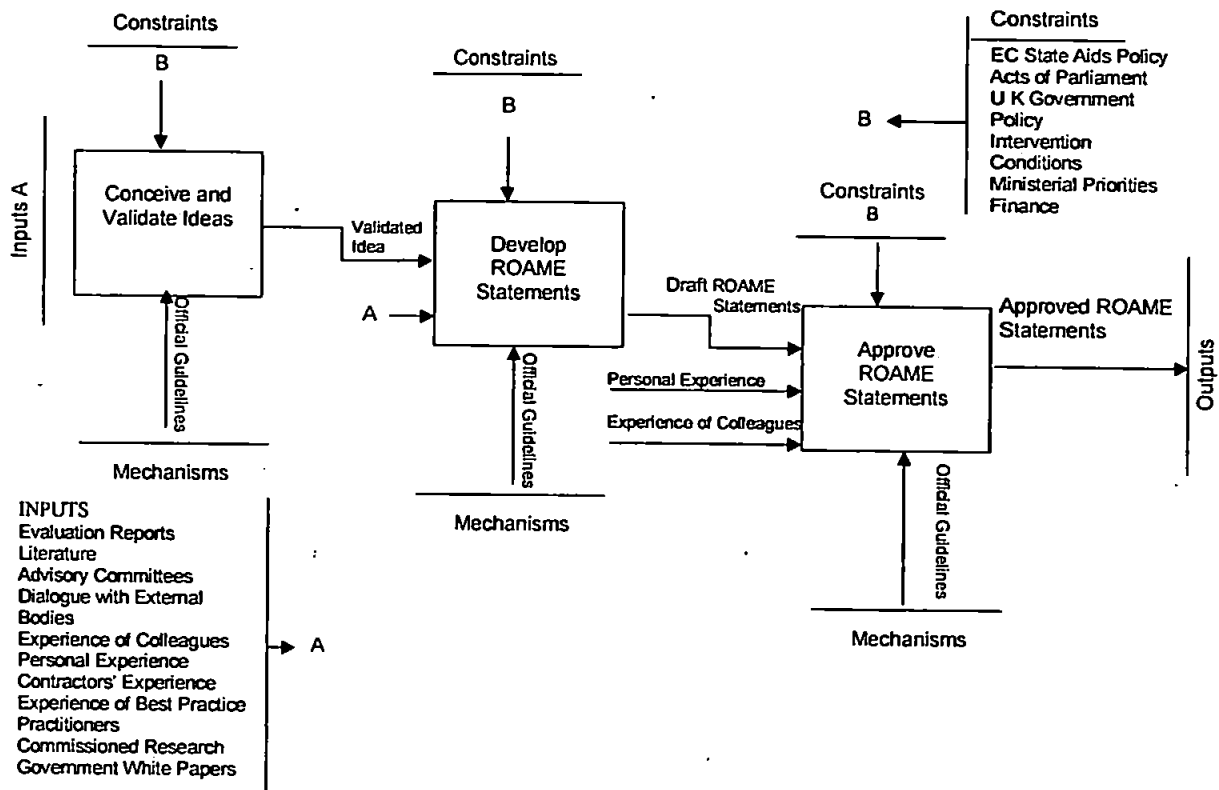 Constraints
B
Inputs A
Conceive and
Validate Ideas
Official Guidelines
Mechanisms
Validated
Idea
Constraints
B
A
Develop
ROAME
Statements
Official Guidelines
Mechanisms
Constraints
EC State Aids Policy
Acts of Parliament
U K Government
Policy
Intervention
Conditions
Ministerial Priorities
Finance
B
Constraints
B
Draft ROAME
Statements
Personal Experience
Experience of Colleagues
Approve
ROAME
Statements
Official Guidelines
Mechanisms
Approved ROAME
Statements
Outputs
INPUTS
Evaluation Reports
Literature
Advisory Committees
Dialogue with External
Bodies
Experience of Colleagues
Personal Experience
Contractors' Experience
Experience of Best Practice
Practitioners
Commissioned Research
Government White Papers
A